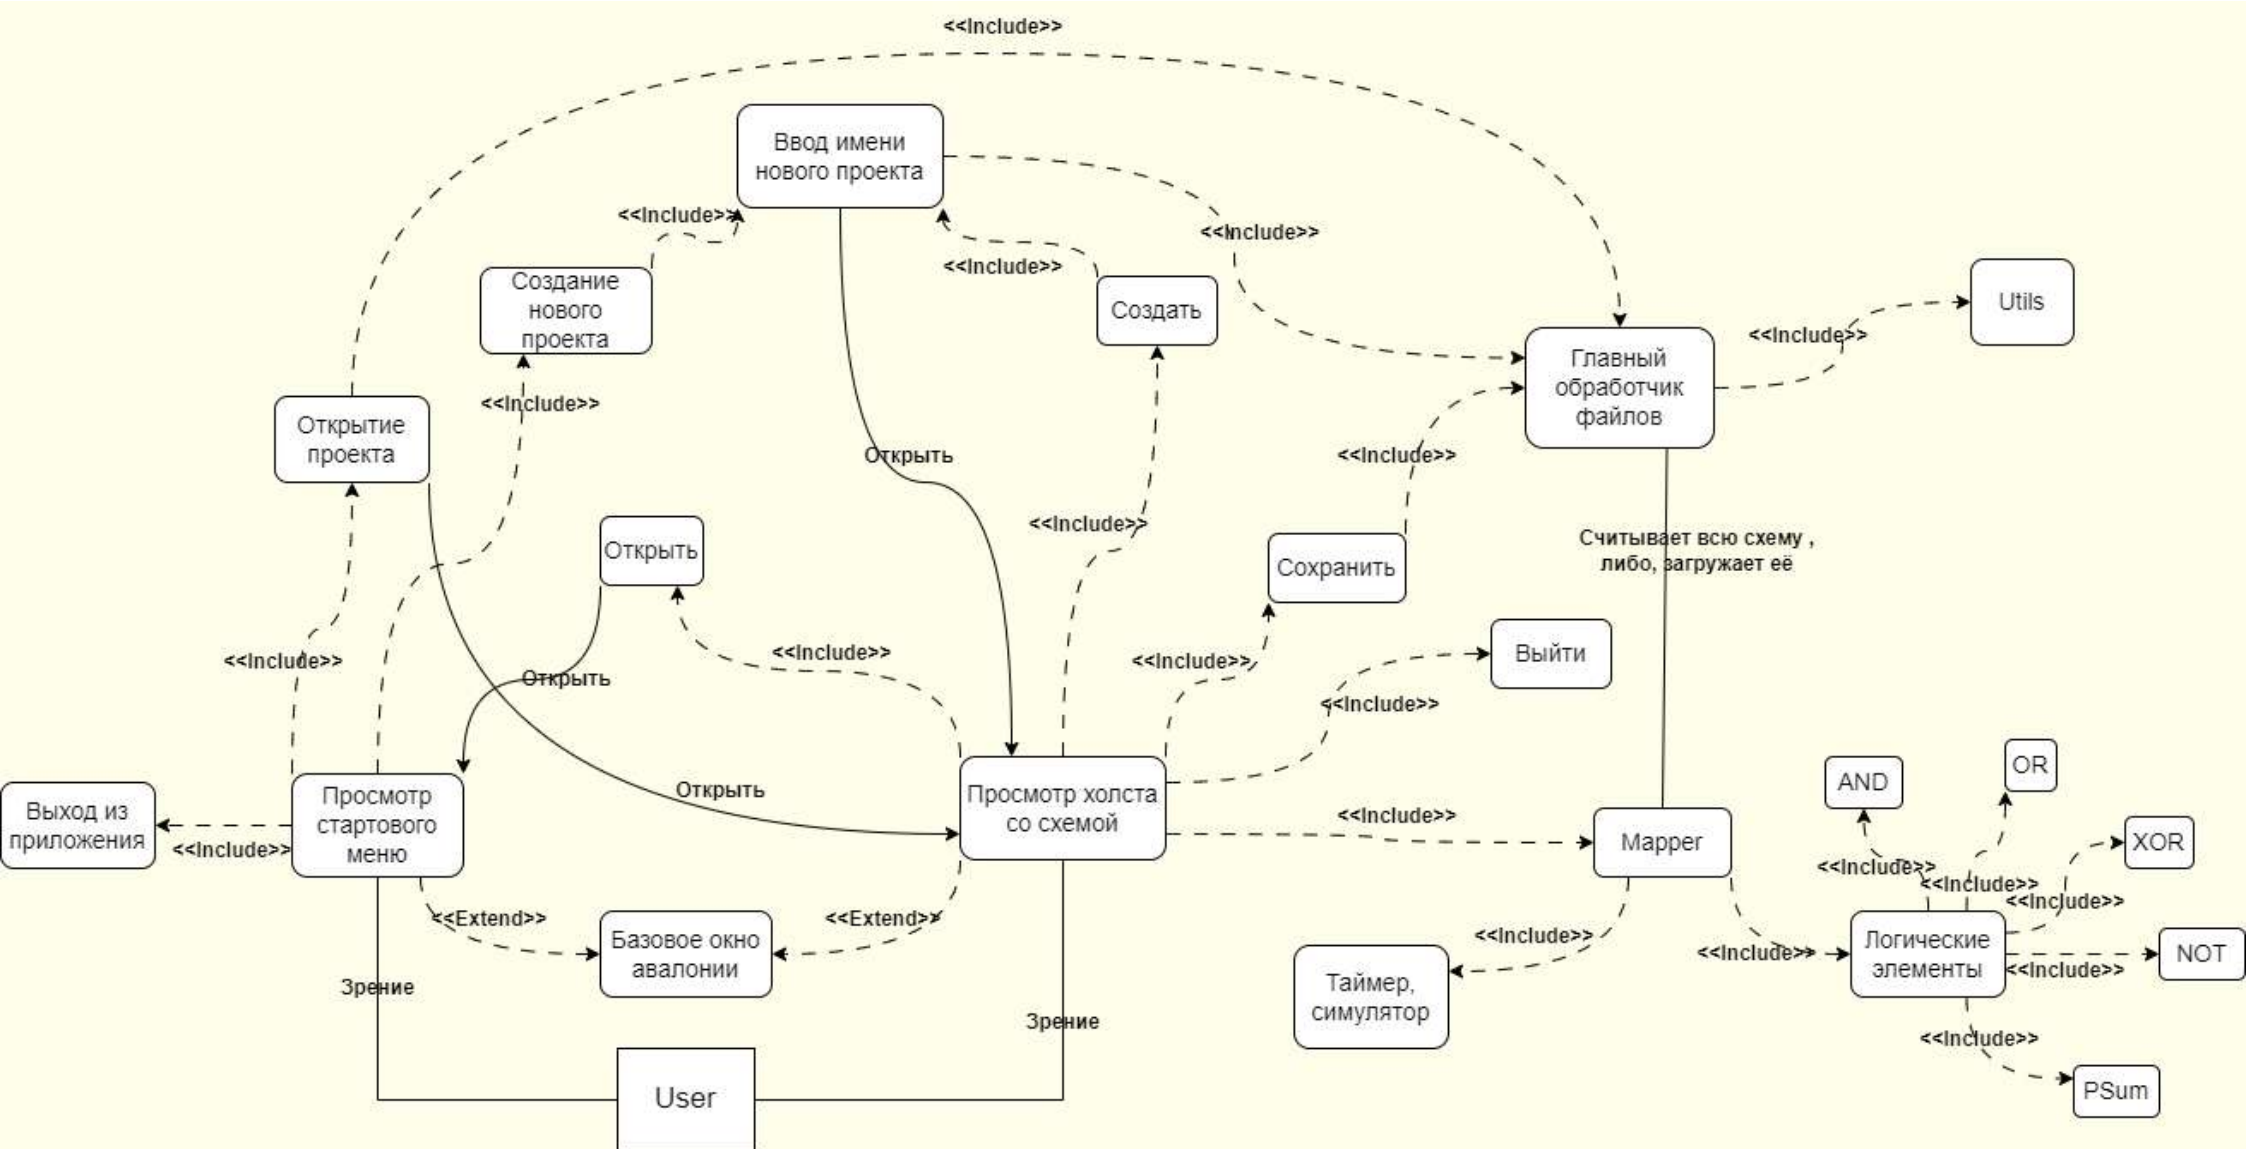 <<Include>>
Ввод имени
нового проекта
<<Include>>
<<Include>>
<<Include>>
Создание
нового
проекта
Создать
Utils
<<Include>>
Главный
обработчик
файлов
<<Include>>
Открытие
проекта
Открыть
<<Include>>
<<Include>>
Открыть
Сохранить
Считывает всю схему ,
либо, загружает её
<<Include>>
<<Include>>
<<Include>>
Выйти
Открыть
<<Include>>
Открыть
Просмотр холста
со схемой
<<Include>>
Mapper
AND
OR
XOR
Выход из
приложения
<<Include>>
Просмотр
стартового
меню
<<Include>>
<<Include>>
<<Include>>
<<Extend>>
<<Extend>>
Базовое окно
авалонии
<<Include>>
<<Include>>
Логические
элементы
<<Include>>
NOT
Зрение
Зрение
Таймер,
симулятор
<<Include>>
PSum
User